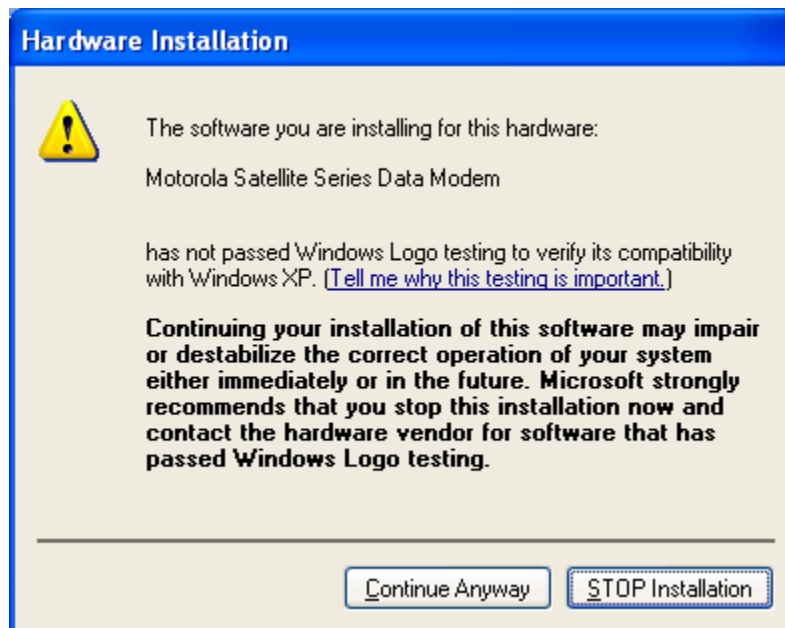 Hardware Installation
The software you are installing for this hardware:
Motorola Satellite Series Data Modem
has not passed Windows Logo testing to verify its compatibility
with Windows XP. (Tell me why this testing is important.)
Continuing your installation of this software may impair
or destabilize the correct operation of your system
either immediately or in the future. Microsoft strongly
recommends that you stop this installation now and
contact the hardware vendor for software that has
passed Windows Logo testing.
Continue Anyway
STOP Installation